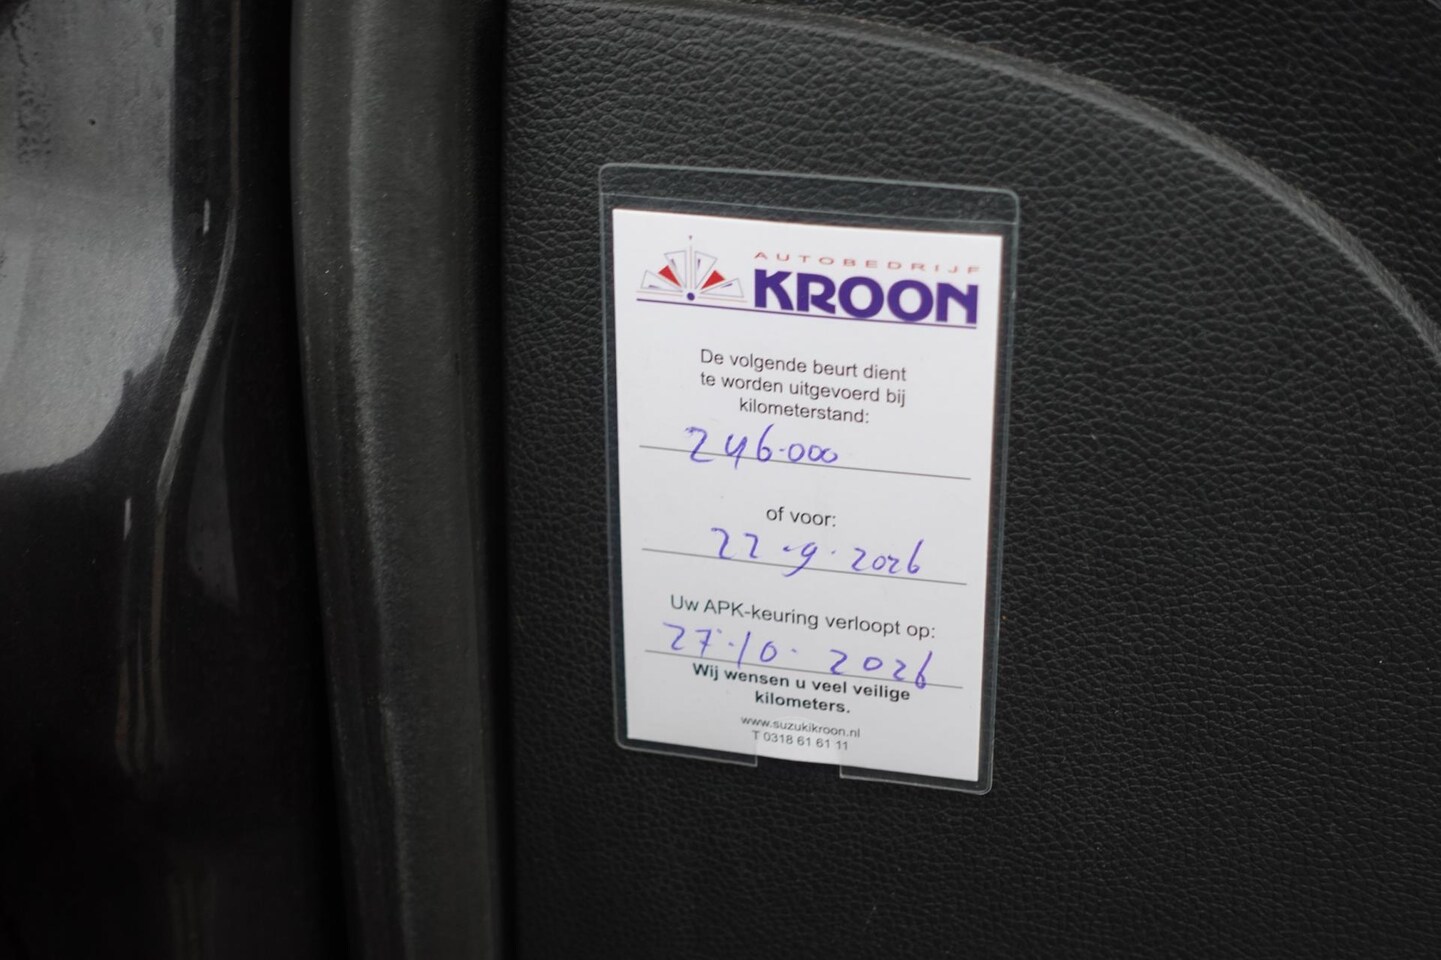 AUTOBEDRIJF
KROON
De volgende beurt dient
te worden uitgevoerd bij
kilometerstand:
246.000
of voor:
22-9-2026
Uw APK-keuring verloopt op:
27-10-2026
Wij wensen u veel veilige
kilometers.
www.suzukikroon.nl
T 0318 61 61 11